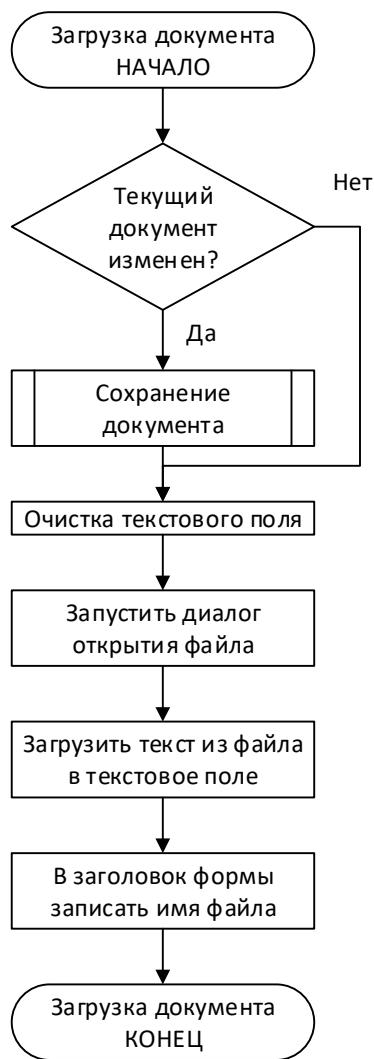 Загрузка документа
НАЧАЛО
Текущий
документ
изменен?
Нет
Да
Сохранение
документа
Очистка текстового поля
Запустить диалог
открытия файла
Загрузить текст из файла
в текстовое поле
В заголовок формы
записать имя файла
Загрузка документа
КОНЕЦ